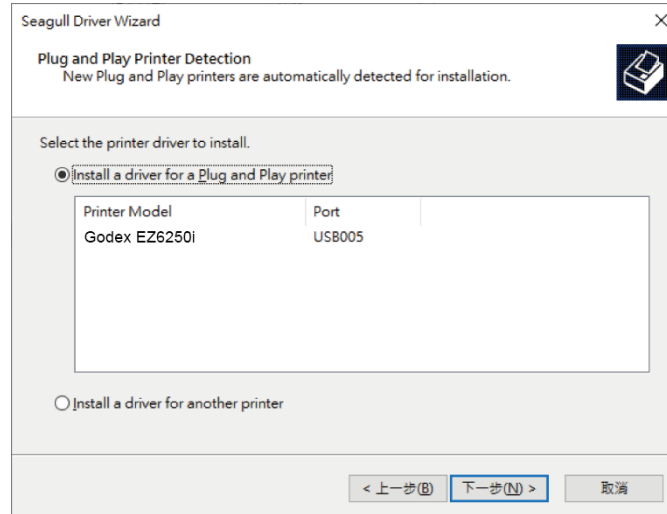 Seagull Driver Wizard
Plug and Play Printer Detection
New Plug and Play printers are automatically detected for installation.
Select the printer driver to install.
Install a driver for a Plug and Play printer
Printer Model Port
Godex EZ6250i USB005
Install a driver for another printer
< 上一步(B) 下一步(N) > 取消